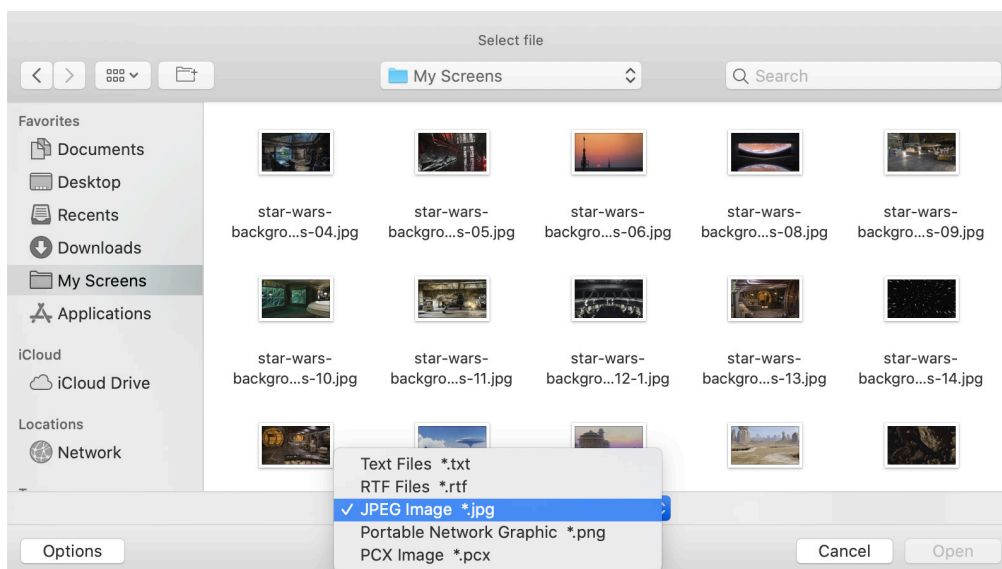 Select file
My Screens
Search
Favorites
Documents
Desktop
Recents
Downloads
My Screens
Applications
iCloud
iCloud Drive
Locations
Network
star-wars-
backgro...s-04.jpg
star-wars-
backgro...s-05.jpg
star-wars-
backgro...s-06.jpg
star-wars-
backgro...s-08.jpg
star-wars-
backgro...s-09.jpg
star-wars-
backgro...s-10.jpg
star-wars-
backgro...s-11.jpg
star-wars-
backgro...12-1.jpg
star-wars-
backgro...s-13.jpg
star-wars-
backgro...s-14.jpg
Text Files *.txt
RTF Files *.rtf
✓ JPEG Image *.jpg
Portable Network Graphic *.png
PCX Image *.pcx
Options
Cancel
Open